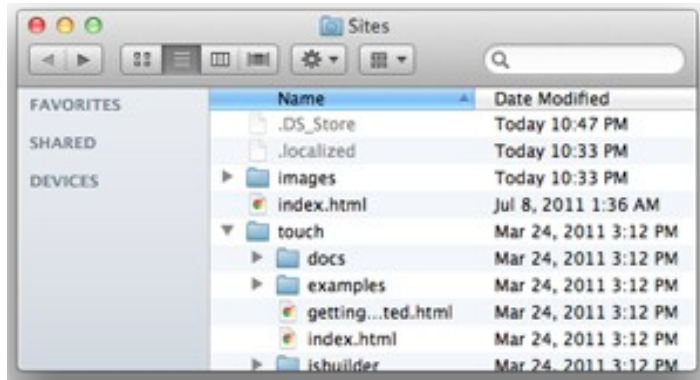 Sites
FAVORITES
SHARED
DEVICES
Name Date Modified
.DS_Store Today 10:47 PM
.localized Today 10:33 PM
images Today 10:33 PM
index.html Jul 8, 2011 1:36 AM
touch Mar 24, 2011 3:12 PM
docs Mar 24, 2011 3:12 PM
examples Mar 24, 2011 3:12 PM
getting...ted.html Mar 24, 2011 3:12 PM
index.html Mar 24, 2011 3:12 PM
jsbuilder Mar 24, 2011 3:12 PM